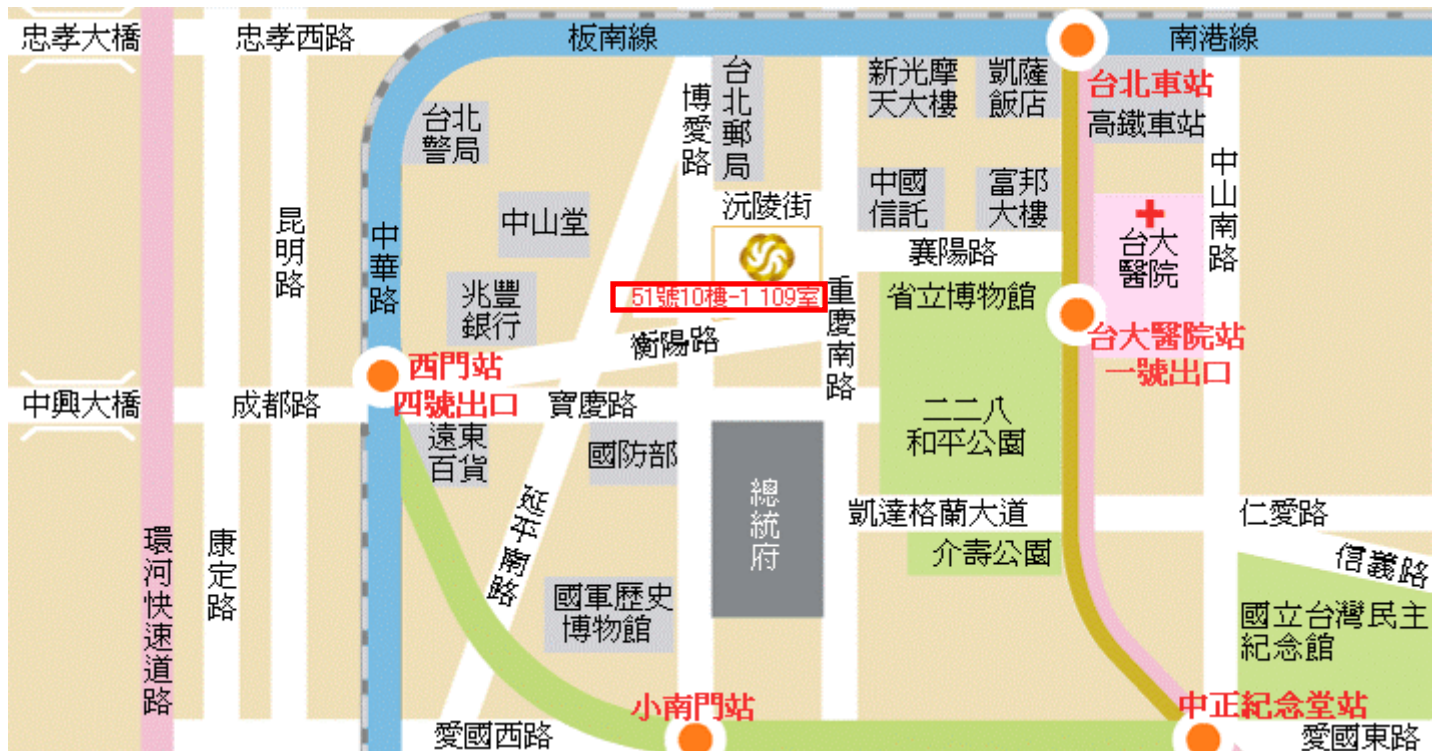 忠孝大橋
忠孝西路
板南線
南港線
台北車站
高鐵車站
新光摩
天大樓
凱薩
飯店
台北郵局
博愛路
台北
警局
中山南路
中國
信託
富邦
大樓
台大
醫院
沅陵街
中山堂
昆明路
中華路
襄陽路
兆豐
銀行
51號10樓-1 109室
重慶南路
省立博物館
衡陽路
台大醫院站
一號出口
西門站
四號出口
中興大橋
成都路
寶慶路
二二八
和平公園
遠東
百貨
國防部
總統府
延平南路
凱達格蘭大道
仁愛路
信義路
介壽公園
環河快速道路
康定路
國軍歷史
博物館
國立台灣民主
紀念館
小南門站
中正紀念堂站
愛國西路
愛國東路